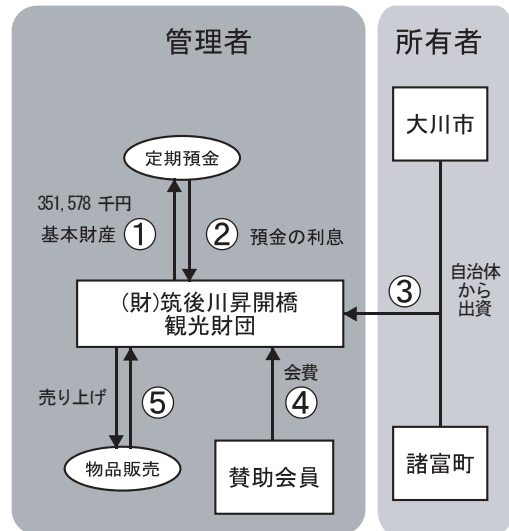 管理者
所有者
大川市
定期預金
351,578 千円
基本財産
①
②
預金の利息
(財)筑後川昇開橋
観光財団
③
自治体
から
出資
売り上げ
⑤
会費
④
物品販売
賛助会員
諸富町